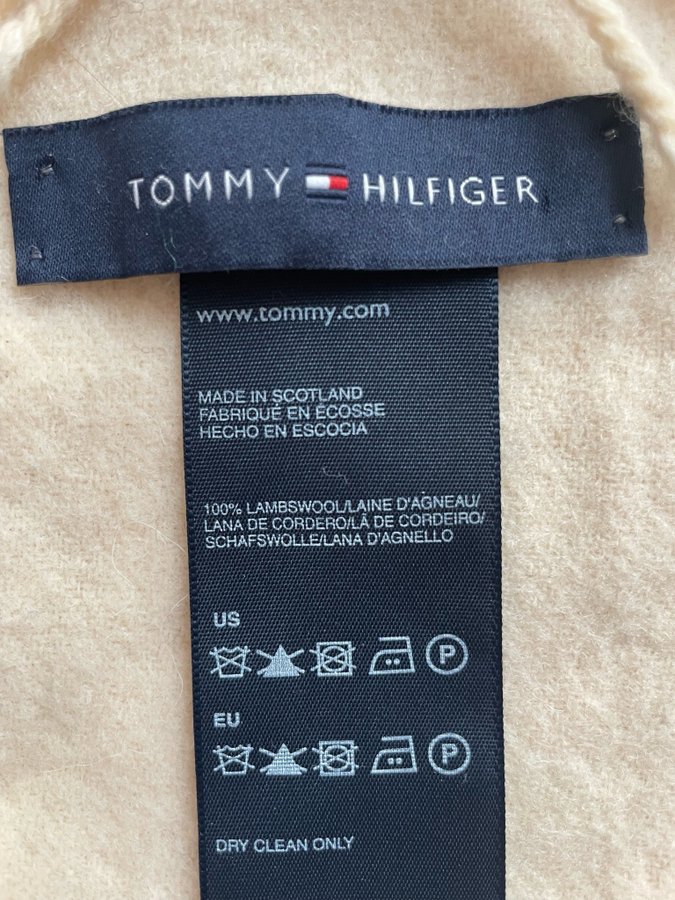 TOMMY HILFIGER
www.tommy.com
MADE IN SCOTLAND
FABRIQUÉ EN ÉCOSSE
HECHO EN ESCOCIA
100% LAMBSWOOL/LAINE D'AGNEAU/
LANA DE CORDERO/LÃ DE CORDEIRO/
SCHAFSWOLLE/LANA D'AGNELLO
US
P
EU
P
DRY CLEAN ONLY